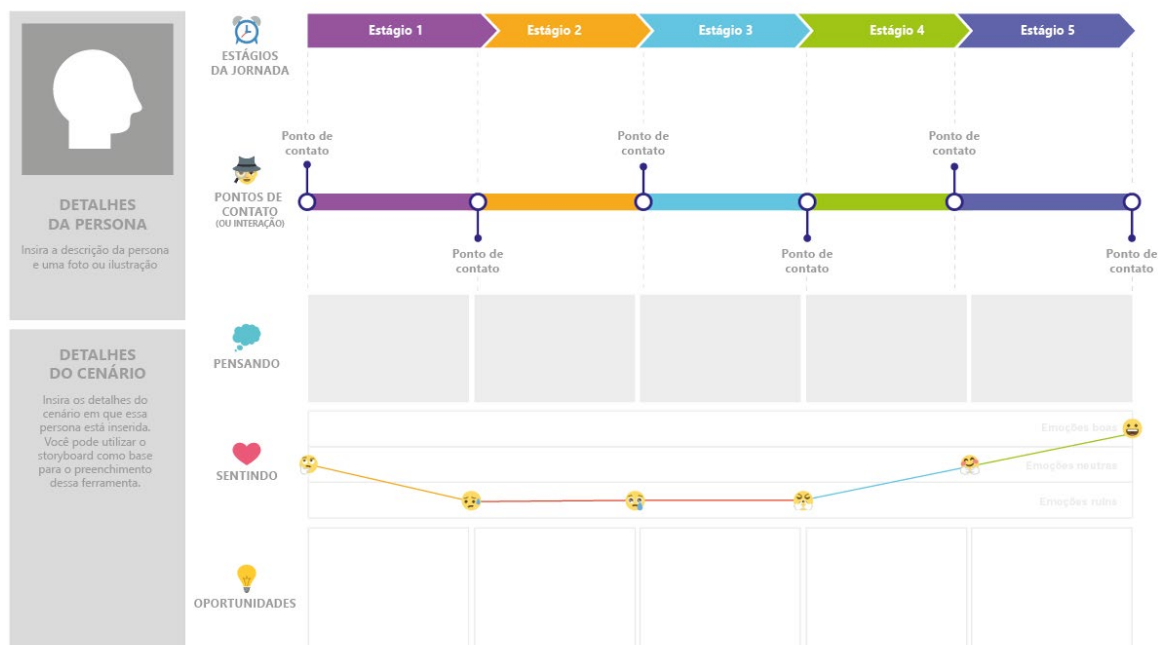 Estágio 1
Estágio 2
Estágio 3
Estágio 4
Estágio 5
ESTÁGIOS
DA JORNADA
Ponto de
contato
Ponto de
contato
Ponto de
contato
PONTOS DE
CONTATO
(OU INTERAÇÃO)
Ponto de
contato
Ponto de
contato
Ponto de
contato
DETALHES
DA PERSONA
Insira a descrição da persona
e uma foto ou ilustração
DETALHES
DO CENÁRIO
Insira os detalhes do
cenário em que essa
persona está inserida.
Você pode utilizar o
storyboard como base
para o preenchimento
dessa ferramenta.
PENSANDO
SENTINDO
Emoções boas
Emoções neutras
Emoções ruins
OPORTUNIDADES